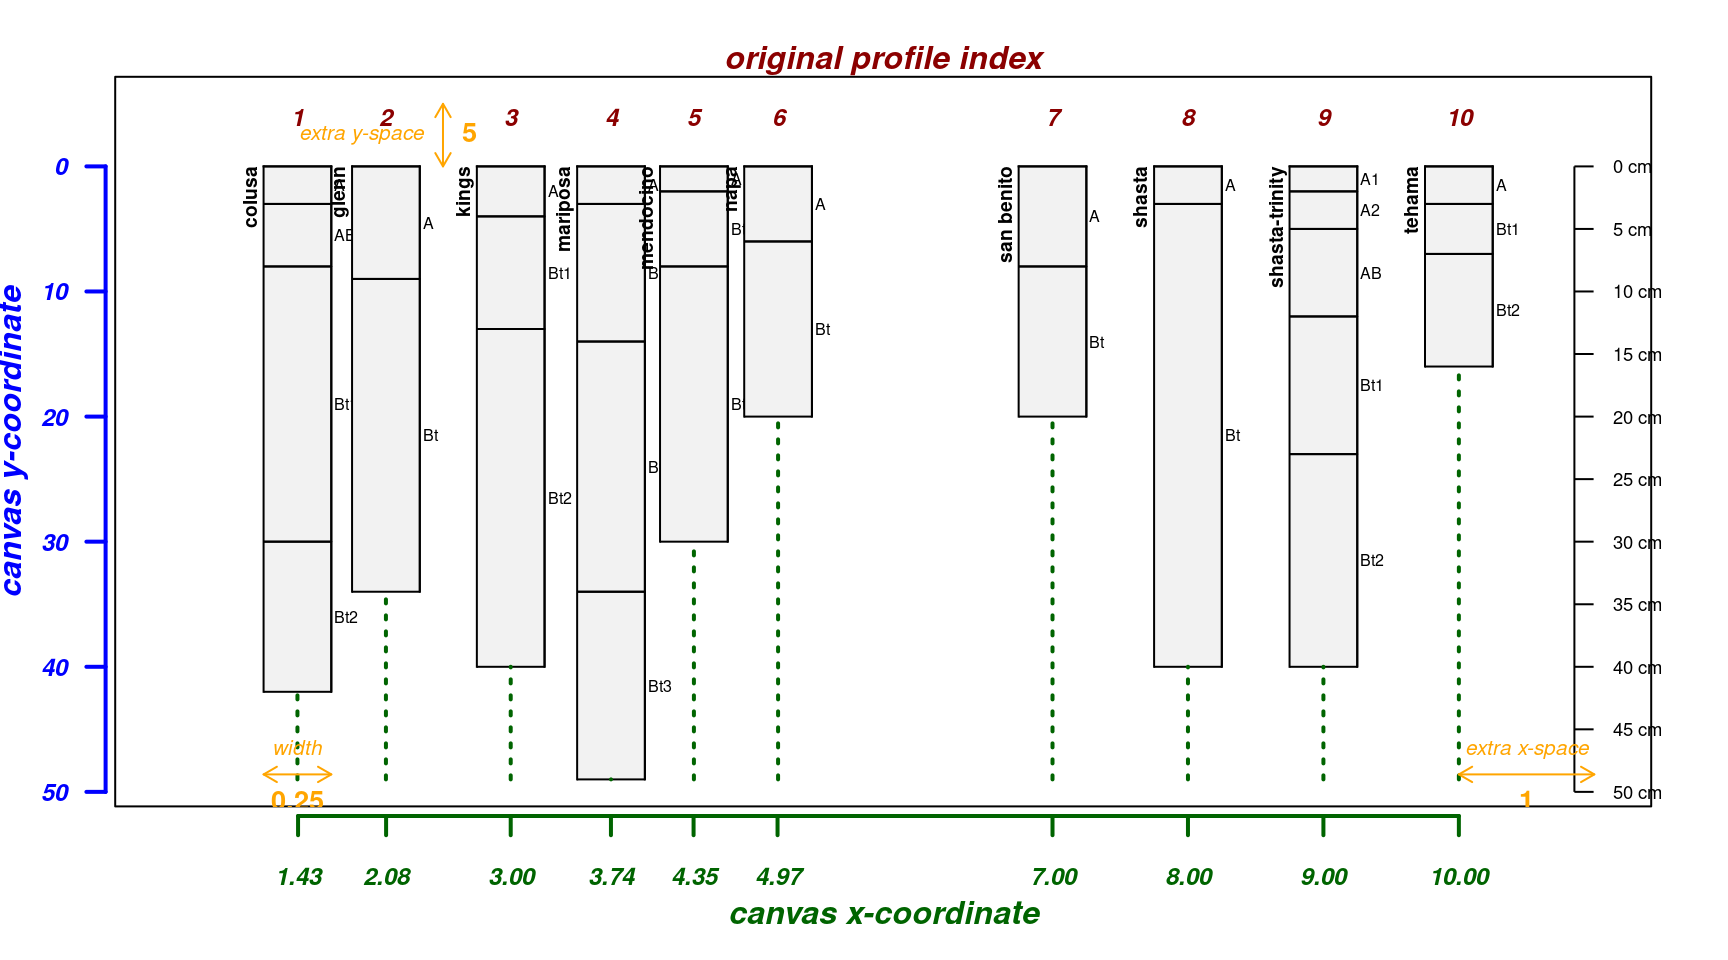 original profile index
1 2 3 4 5 6 7 8 9 10
extra y-space 5
canvas y-coordinate
0
10
20
30
40
50
colusa
AB
Bt2
glenn
A
Bt
kings
A
Bt1
Bt2
mariposa
A
Bt3
mendocino
napa
A
Bt
san benito
A
Bt
shasta
A
Bt
shasta-trinity
A1
A2
AB
Bt1
Bt2
tehama
A
Bt1
Bt2
0 cm
5 cm
10 cm
15 cm
20 cm
25 cm
30 cm
35 cm
40 cm
45 cm
50 cm
width
0.25
extra x-space
1
1.43 2.08 3.00 3.74 4.35 4.97 7.00 8.00 9.00 10.00
canvas x-coordinate